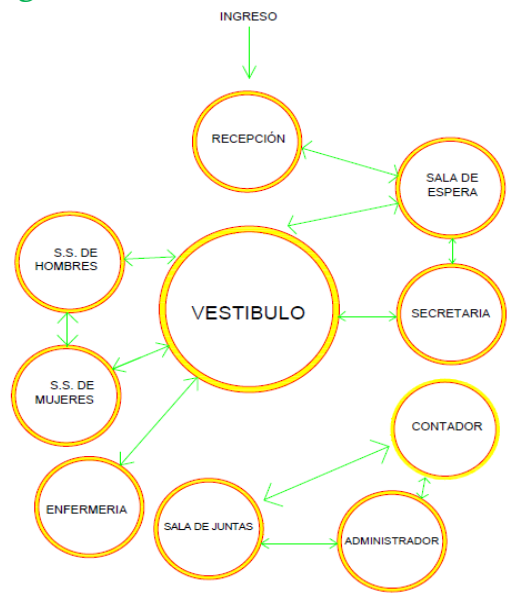 INGRESO
RECEPCIÓN
SALA DE
ESPERA
S.S. DE
HOMBRES
VESTIBULO
SECRETARIA
S.S. DE
MUJERES
CONTADOR
ENFERMERIA
SALA DE JUNTAS
ADMINISTRADOR